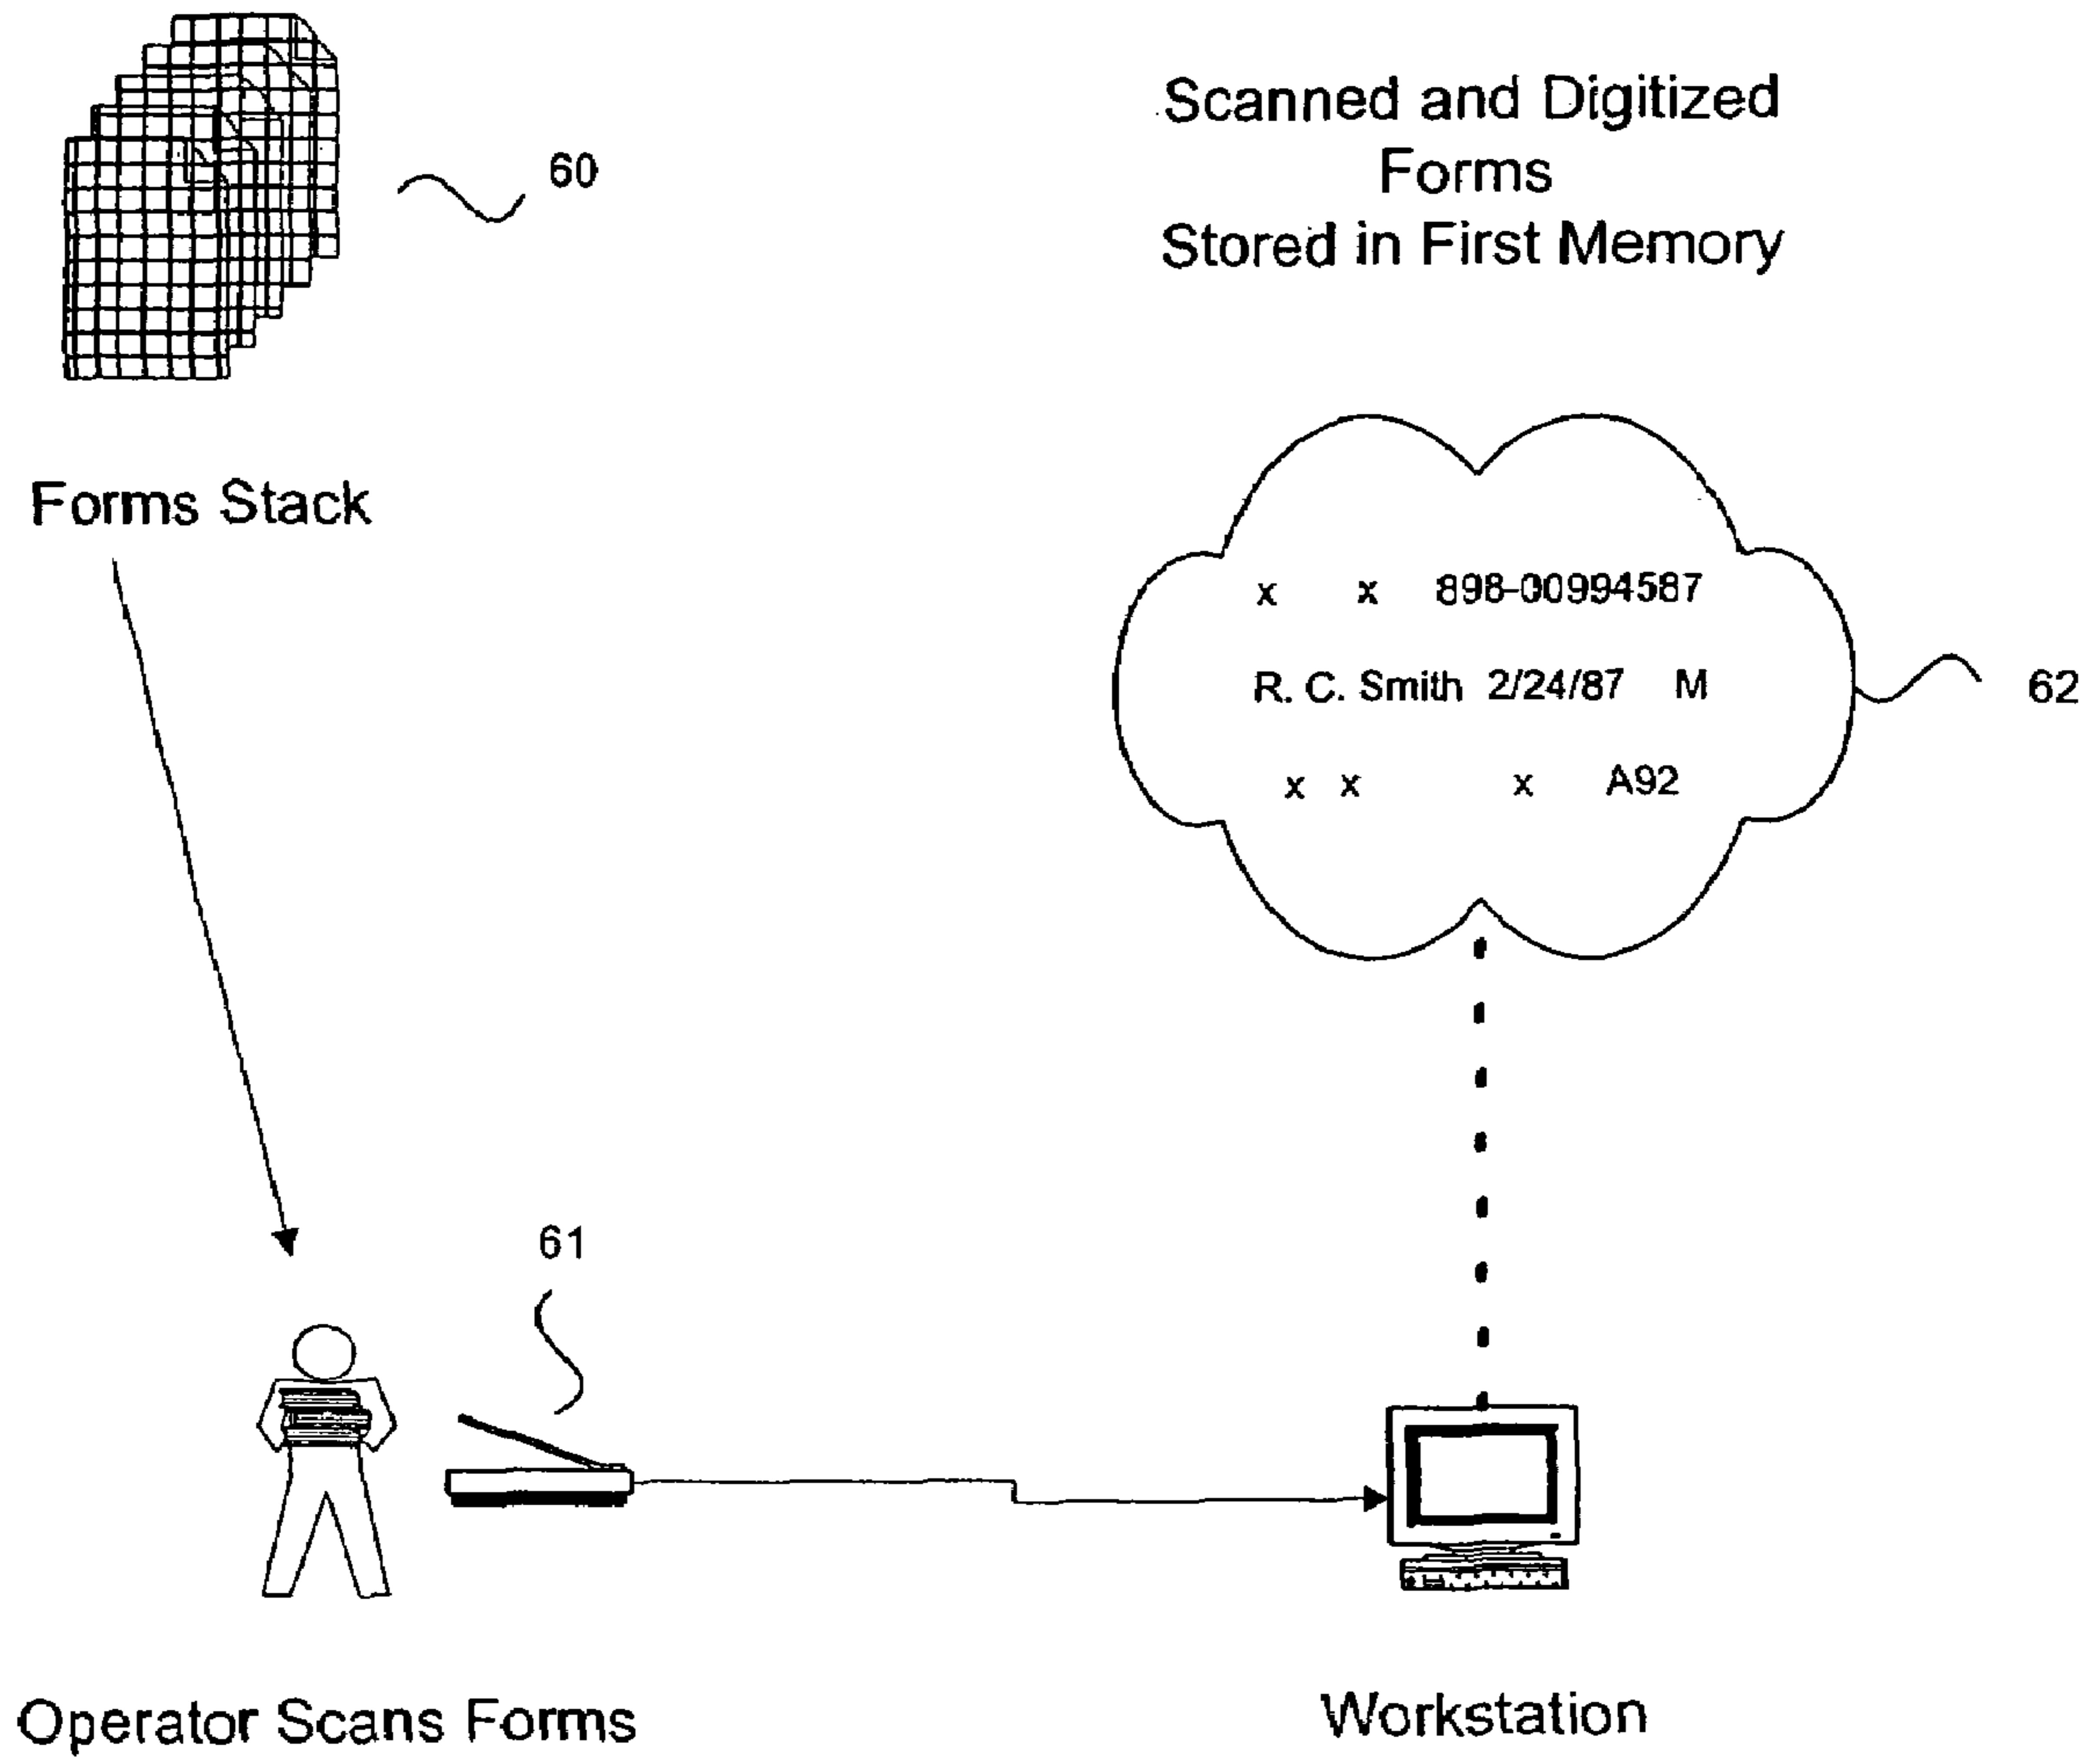 60
Scanned and Digitized
Forms
Stored in First Memory
Forms Stack
x x 898-00994587
R. C. Smith 2/24/87 M
62
x x x A92
61
Operator Scans Forms
Workstation